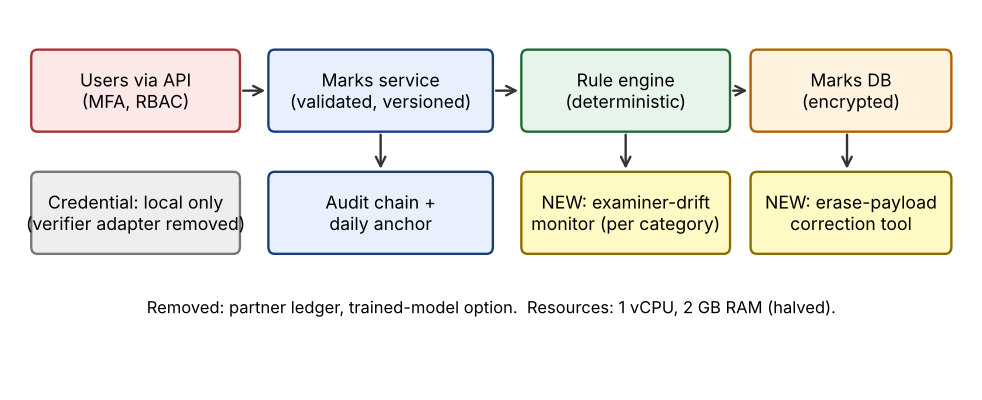 Users via API
(MFA, RBAC)
Marks service
(validated, versioned)
Rule engine
(deterministic)
Marks DB
(encrypted)
Credential: local only
(verifier adapter removed)
Audit chain +
daily anchor
NEW: examiner-drift
monitor (per category)
NEW: erase-payload
correction tool
Removed: partner ledger, trained-model option.  Resources: 1 vCPU, 2 GB RAM (halved).